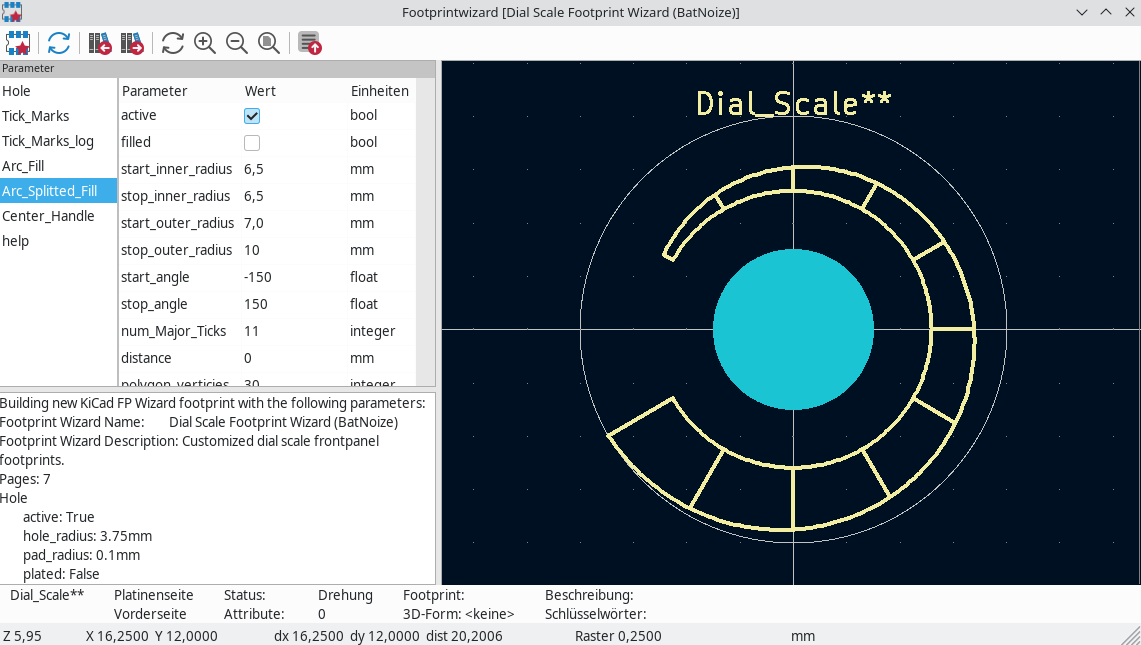 Footprintwizard [Dial Scale Footprint Wizard (BatNoize)]
Parameter
Hole
Tick_Marks
Tick_Marks_log
Arc_Fill
Arc_Splitted_Fill
Center_Handle
help
Parameter Wert Einheiten
active bool
filled bool
start_inner_radius 6,5 mm
stop_inner_radius 6,5 mm
start_outer_radius 7,0 mm
stop_outer_radius 10 mm
start_angle -150 float
stop_angle 150 float
num_Major_Ticks 11 integer
distance 0 mm
polygon_verticies 30 integer
Dial_Scale**
Building new KiCad FP Wizard footprint with the following parameters:
Footprint Wizard Name: Dial Scale Footprint Wizard (BatNoize)
Footprint Wizard Description: Customized dial scale frontpanel
footprints.
Pages: 7
Hole
active: True
hole_radius: 3.75mm
pad_radius: 0.1mm
plated: False
Dial_Scale** Platinenseite Status: Drehung Footprint: Beschreibung:
Vorderseite Attribute: 0 3D-Form: <keine> Schlüsselwörter:
Z 5,95 X 16,2500 Y 12,0000 dx 16,2500 dy 12,0000 dist 20,2006 Raster 0,2500 mm